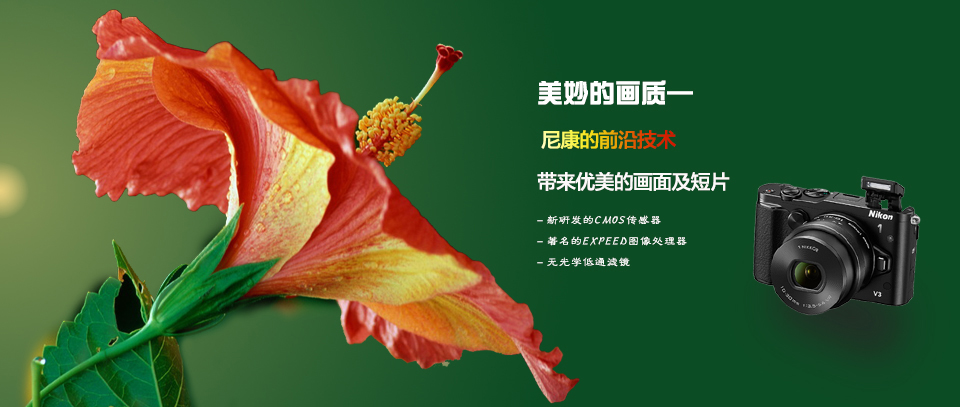 美妙的画质—
尼康的前沿技术
带来优美的画面及短片
– 新研发的CMOS传感器
– 著名的EXPEED图像处理器
– 无光学低通滤镜
Nikon
1
V3